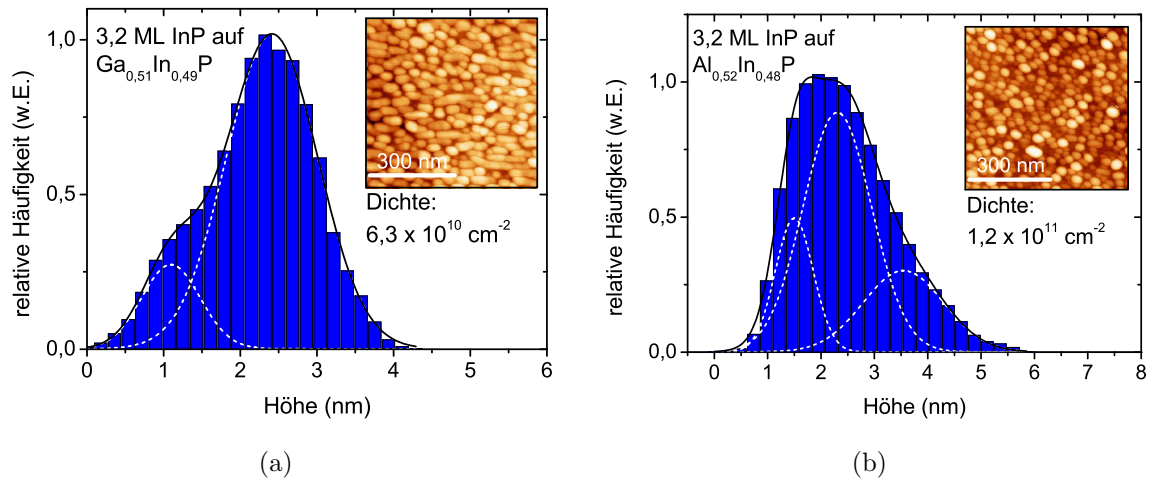 3,2 ML InP auf
Ga0,51In0,49P
300 nm
Dichte:
6,3 x 10^10 cm^-2
1,0
0,5
0,0
relative Häufigkeit (w.E.)
0 1 2 3 4 5 6
Höhe (nm)
(a)
3,2 ML InP auf
Al0,52In0,48P
300 nm
Dichte:
1,2 x 10^11 cm^-2
1,0
0,5
0,0
relative Häufigkeit (w.E.)
0 1 2 3 4 5 6 7 8
Höhe (nm)
(b)